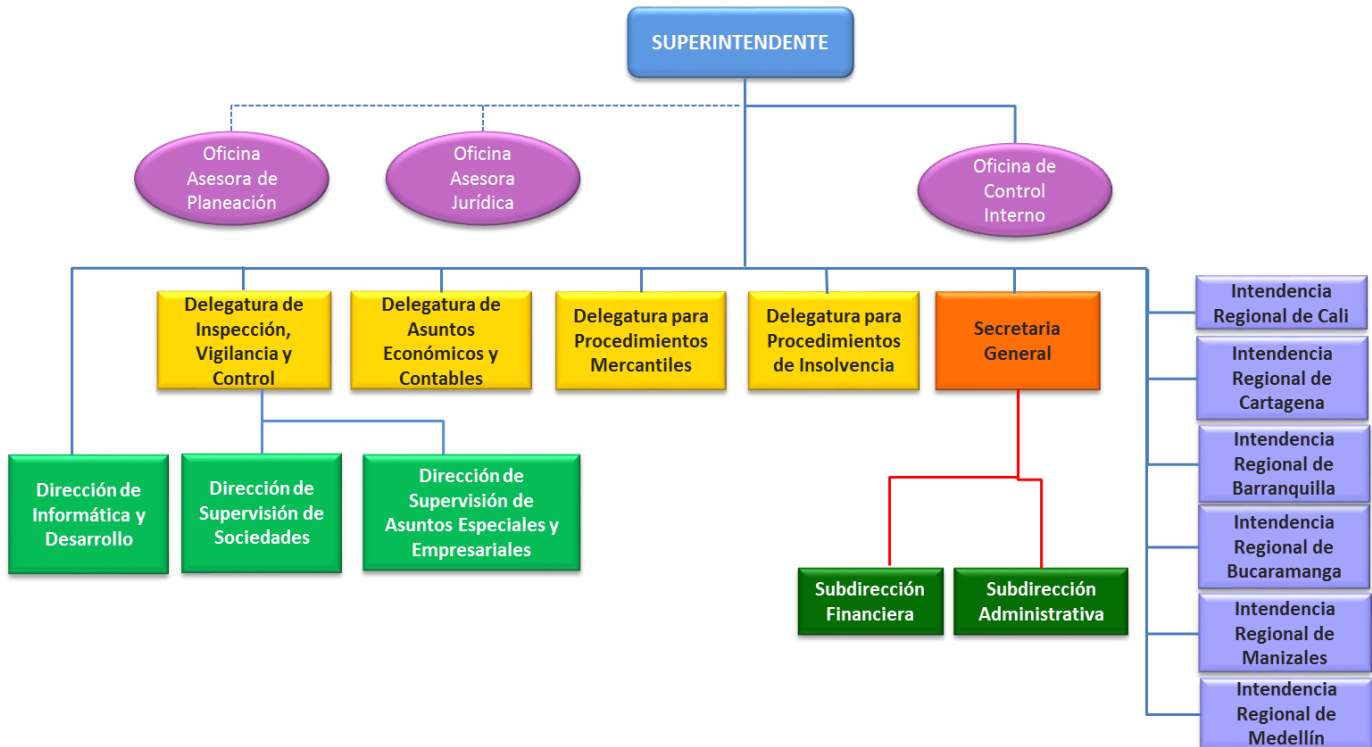 SUPERINTENDENTE
Oficina
Asesora de
Planeación
Oficina
Asesora
Jurídica
Oficina de
Control
Interno
Delegatura de
Inspección,
Vigilancia y
Control
Delegatura de
Asuntos
Económicos y
Contables
Delegatura para
Procedimientos
Mercantiles
Delegatura para
Procedimientos
de Insolvencia
Secretaria
General
Intendencia
Regional de Cali
Intendencia
Regional de
Cartagena
Intendencia
Regional de
Barranquilla
Intendencia
Regional de
Bucaramanga
Intendencia
Regional de
Manizales
Intendencia
Regional de
Medellín
Dirección de
Informática y
Desarrollo
Dirección de
Supervisión de
Sociedades
Dirección de
Supervisión de
Asuntos Especiales y
Empresariales
Subdirección
Financiera
Subdirección
Administrativa